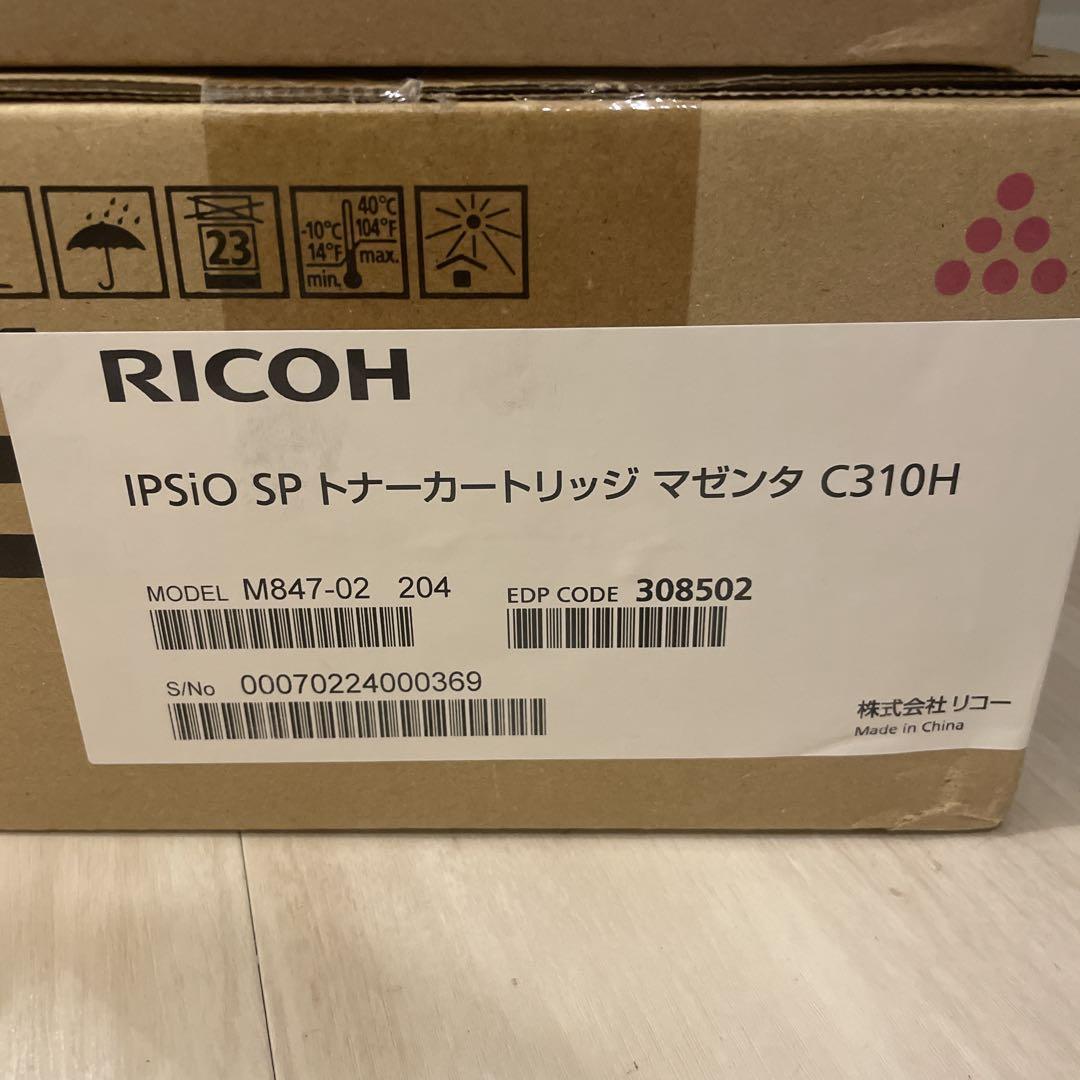 23
40°C
-10°C 104°F
14°F max.
min.
RICOH
IPSiO SP トナーカートリッジ マゼンタ C310H
MODEL M847-02 204 EDP CODE 308502
S/No 00070224000369
株式会社 リコー
Made in China